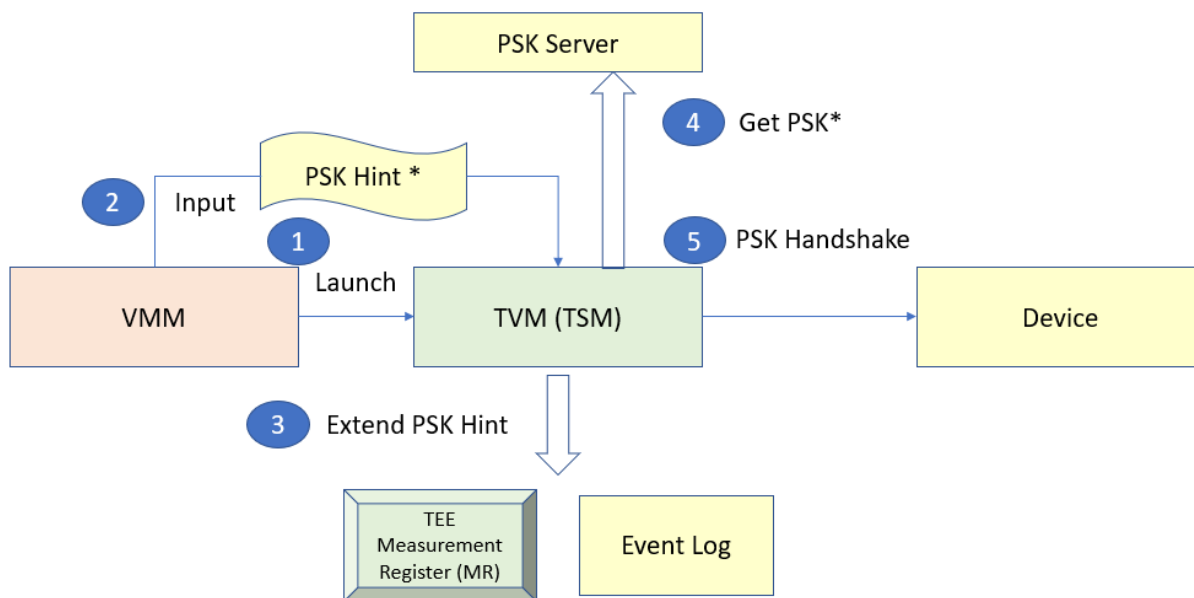 PSK Server
4 Get PSK*
PSK Hint *
2 Input
1
Launch
5 PSK Handshake
VMM
TVM (TSM)
Device
3 Extend PSK Hint
TEE
Measurement
Register (MR)
Event Log